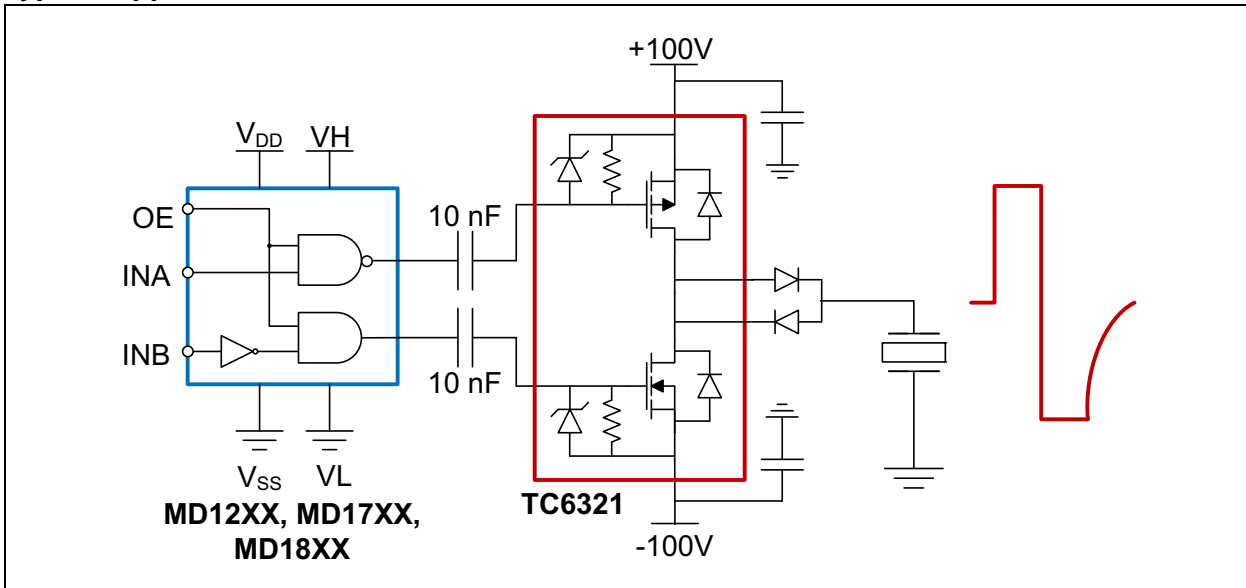 +100V
V_DD VH
OE
INA
INB
10 nF
10 nF
V_SS VL
MD12XX, MD17XX,
MD18XX
TC6321
-100V